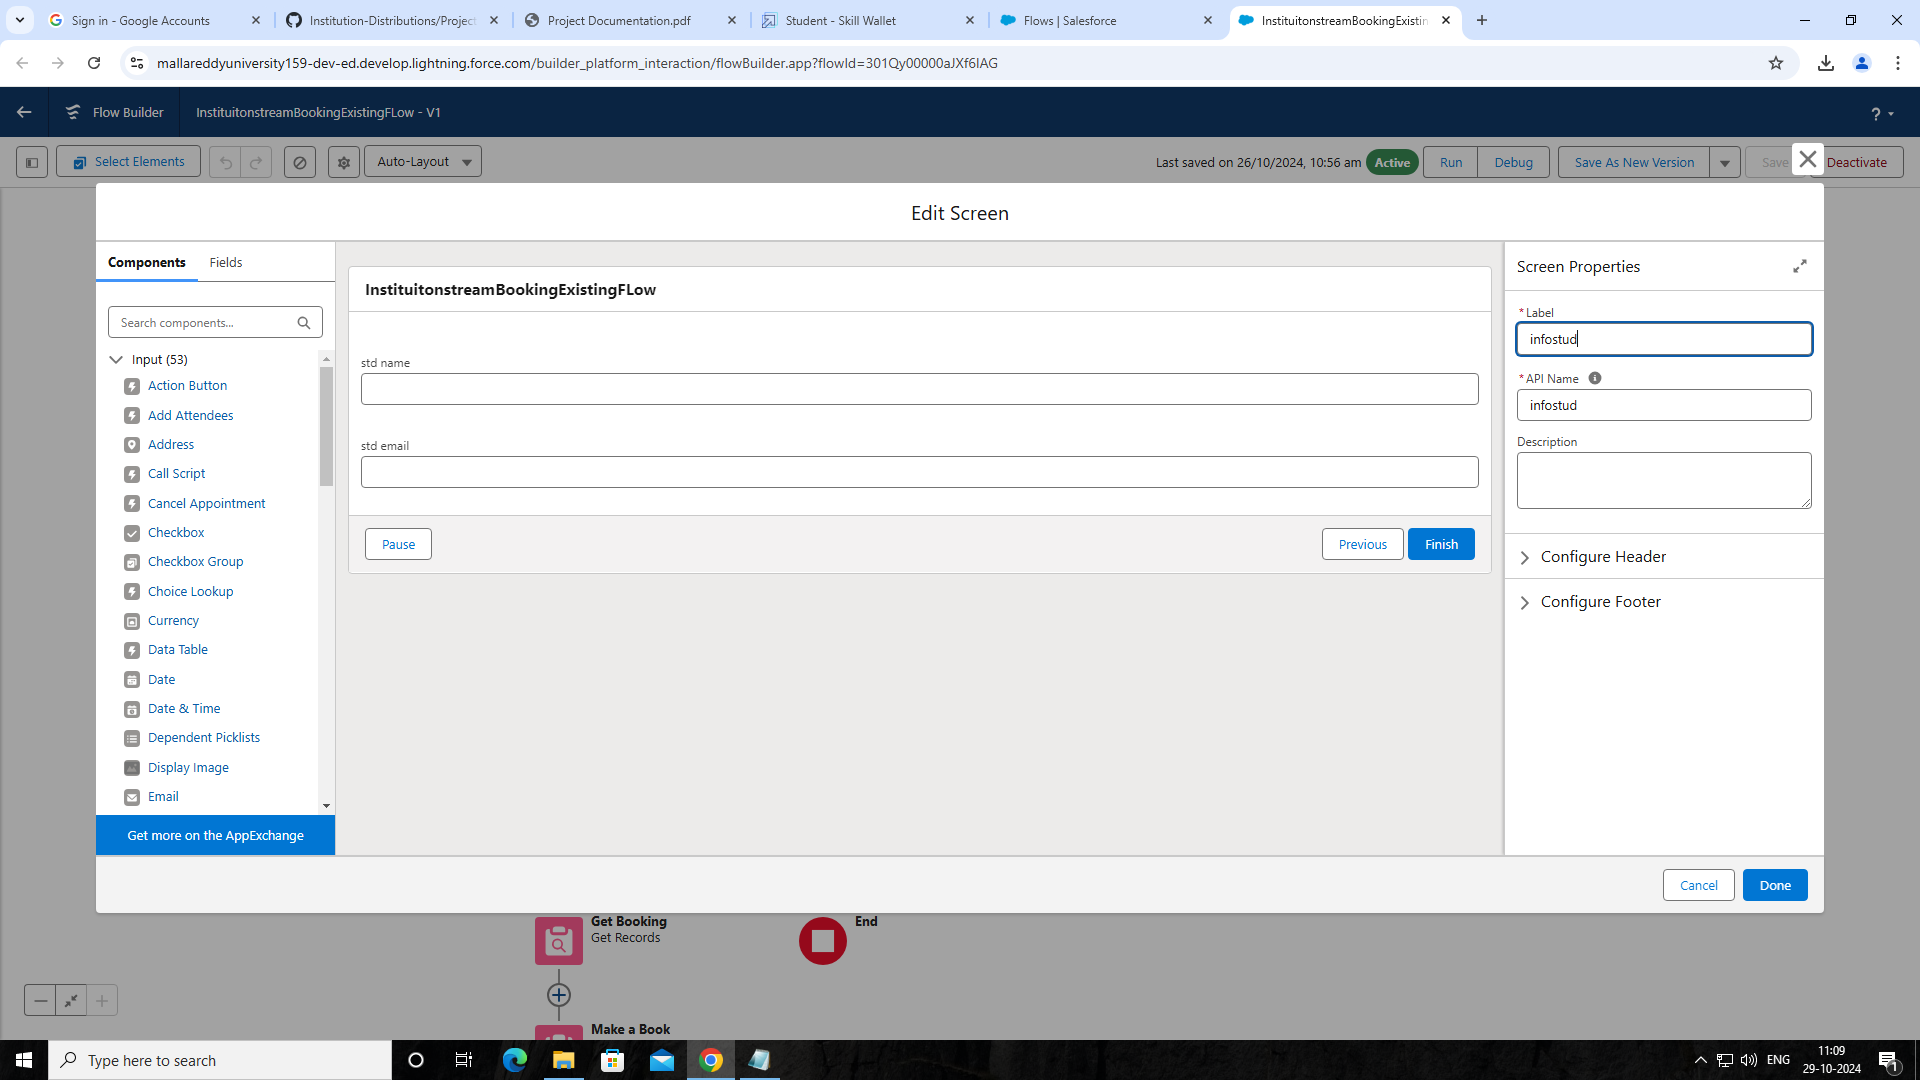 Sign in - Google Accounts
Institution-Distributions/Project
Project Documentation.pdf
Student - Skill Wallet
Flows | Salesforce
InstituitonstreamBookingExistin
mallareddyuniversity159-dev-ed.develop.lightning.force.com/builder_platform_interaction/flowBuilder.app?flowId=301Qy00000aJXf6IAG
Flow Builder
InstituitonstreamBookingExistingFLow - V1
?
Select Elements
Auto-Layout
Last saved on 26/10/2024, 10:56 am
Active
Run
Debug
Save As New Version
Save
Deactivate
Edit Screen
Components
Fields
Search components...
Input (53)
Action Button
Add Attendees
Address
Call Script
Cancel Appointment
Checkbox
Checkbox Group
Choice Lookup
Currency
Data Table
Date
Date & Time
Dependent Picklists
Display Image
Email
Get more on the AppExchange
InstituitonstreamBookingExistingFLow
std name
std email
Pause
Previous
Finish
Screen Properties
* Label
infostud
* API Name
infostud
Description
Configure Header
Configure Footer
Cancel
Done
Get Booking
Get Records
End
Make a Book
Type here to search
ENG
11:09
29-10-2024
1